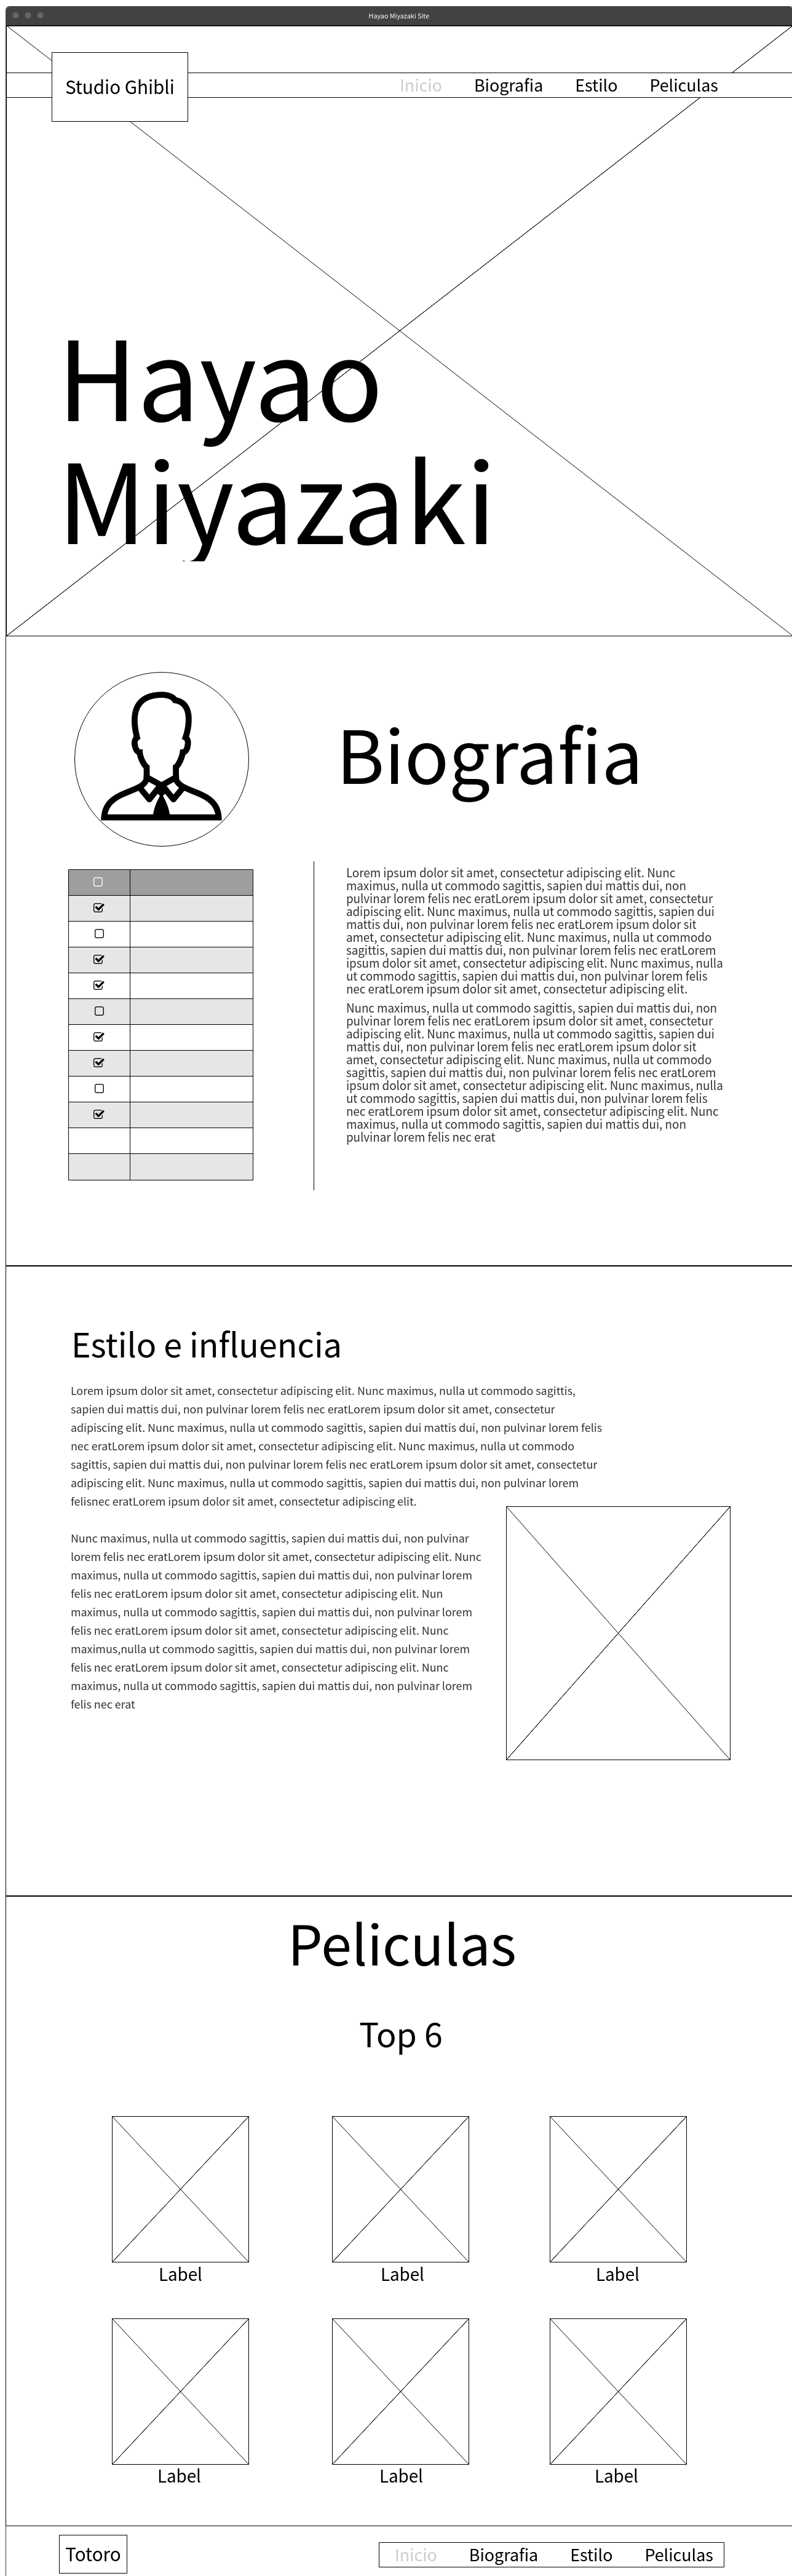 Hayao Miyazaki Site
Studio Ghibli
Inicio Biografia Estilo Peliculas
Hayao
Miyazaki
Biografia
Lorem ipsum dolor sit amet, consectetur adipiscing elit. Nunc
maximus, nulla ut commodo sagittis, sapien dui mattis dui, non
pulvinar lorem felis nec eratLorem ipsum dolor sit amet, consectetur
adipiscing elit. Nunc maximus, nulla ut commodo sagittis, sapien dui
mattis dui, non pulvinar lorem felis nec eratLorem ipsum dolor sit
amet, consectetur adipiscing elit. Nunc maximus, nulla ut commodo
sagittis, sapien dui mattis dui, non pulvinar lorem felis nec eratLorem
ipsum dolor sit amet, consectetur adipiscing elit. Nunc maximus, nulla
ut commodo sagittis, sapien dui mattis dui, non pulvinar lorem felis
nec eratLorem ipsum dolor sit amet, consectetur adipiscing elit.
Nunc maximus, nulla ut commodo sagittis, sapien dui mattis dui, non
pulvinar lorem felis nec eratLorem ipsum dolor sit amet, consectetur
adipiscing elit. Nunc maximus, nulla ut commodo sagittis, sapien dui
mattis dui, non pulvinar lorem felis nec eratLorem ipsum dolor sit
amet, consectetur adipiscing elit. Nunc maximus, nulla ut commodo
sagittis, sapien dui mattis dui, non pulvinar lorem felis nec eratLorem
ipsum dolor sit amet, consectetur adipiscing elit. Nunc maximus, nulla
ut commodo sagittis, sapien dui mattis dui, non pulvinar lorem felis
nec eratLorem ipsum dolor sit amet, consectetur adipiscing elit. Nunc
maximus, nulla ut commodo sagittis, sapien dui mattis dui, non
pulvinar lorem felis nec erat
Estilo e influencia
Lorem ipsum dolor sit amet, consectetur adipiscing elit. Nunc maximus, nulla ut commodo sagittis,
sapien dui mattis dui, non pulvinar lorem felis nec eratLorem ipsum dolor sit amet, consectetur
adipiscing elit. Nunc maximus, nulla ut commodo sagittis, sapien dui mattis dui, non pulvinar lorem felis
nec eratLorem ipsum dolor sit amet, consectetur adipiscing elit. Nunc maximus, nulla ut commodo
sagittis, sapien dui mattis dui, non pulvinar lorem felis nec eratLorem ipsum dolor sit amet, consectetur
adipiscing elit. Nunc maximus, nulla ut commodo sagittis, sapien dui mattis dui, non pulvinar lorem
felisnec eratLorem ipsum dolor sit amet, consectetur adipiscing elit.
Nunc maximus, nulla ut commodo sagittis, sapien dui mattis dui, non pulvinar
lorem felis nec eratLorem ipsum dolor sit amet, consectetur adipiscing elit. Nunc
maximus, nulla ut commodo sagittis, sapien dui mattis dui, non pulvinar lorem
felis nec eratLorem ipsum dolor sit amet, consectetur adipiscing elit. Nun
maximus, nulla ut commodo sagittis, sapien dui mattis dui, non pulvinar lorem
felis nec eratLorem ipsum dolor sit amet, consectetur adipiscing elit. Nunc
maximus,nulla ut commodo sagittis, sapien dui mattis dui, non pulvinar lorem
felis nec eratLorem ipsum dolor sit amet, consectetur adipiscing elit. Nunc
maximus, nulla ut commodo sagittis, sapien dui mattis dui, non pulvinar lorem
felis nec erat
Peliculas
Top 6
Label Label Label
Label Label Label
Totoro
Inicio Biografia Estilo Peliculas